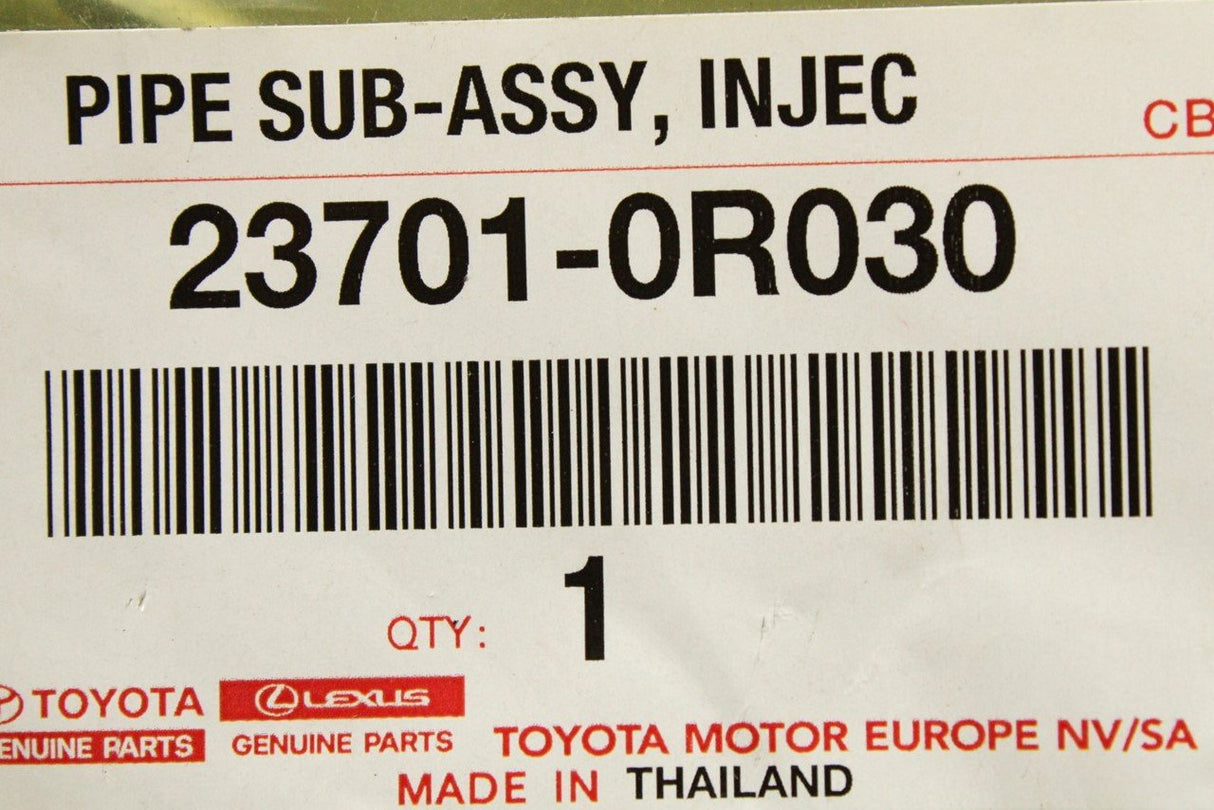 PIPE SUB-ASSY, INJEC
CB
23701-0R030
QTY: 1
TOYOTA LEXUS
ENUINE PARTS GENUINE PARTS TOYOTA MOTOR EUROPE NV/SA
MADE IN THAILAND